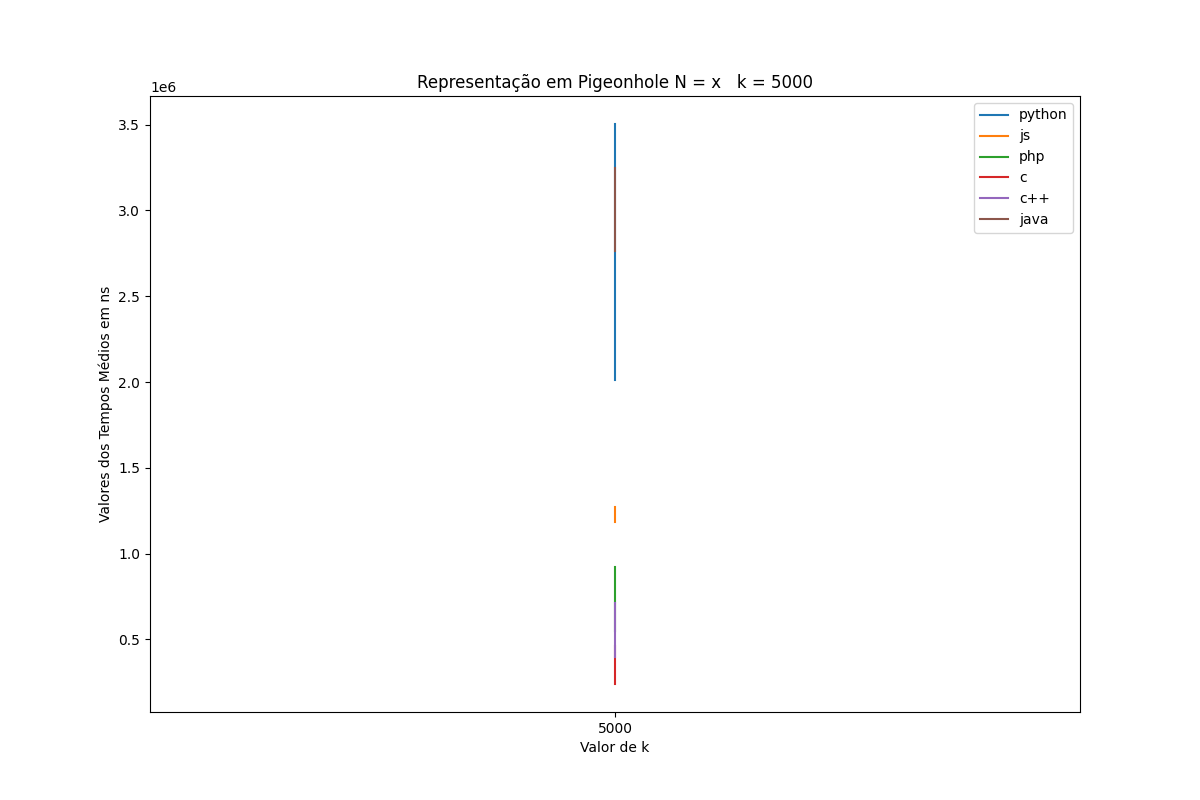 Representação em Pigeonhole N = x   k = 5000
1e6
3.5
3.0
2.5
2.0
1.5
1.0
0.5
Valores dos Tempos Médios em ns
python
js
php
c
c++
java
5000
Valor de k